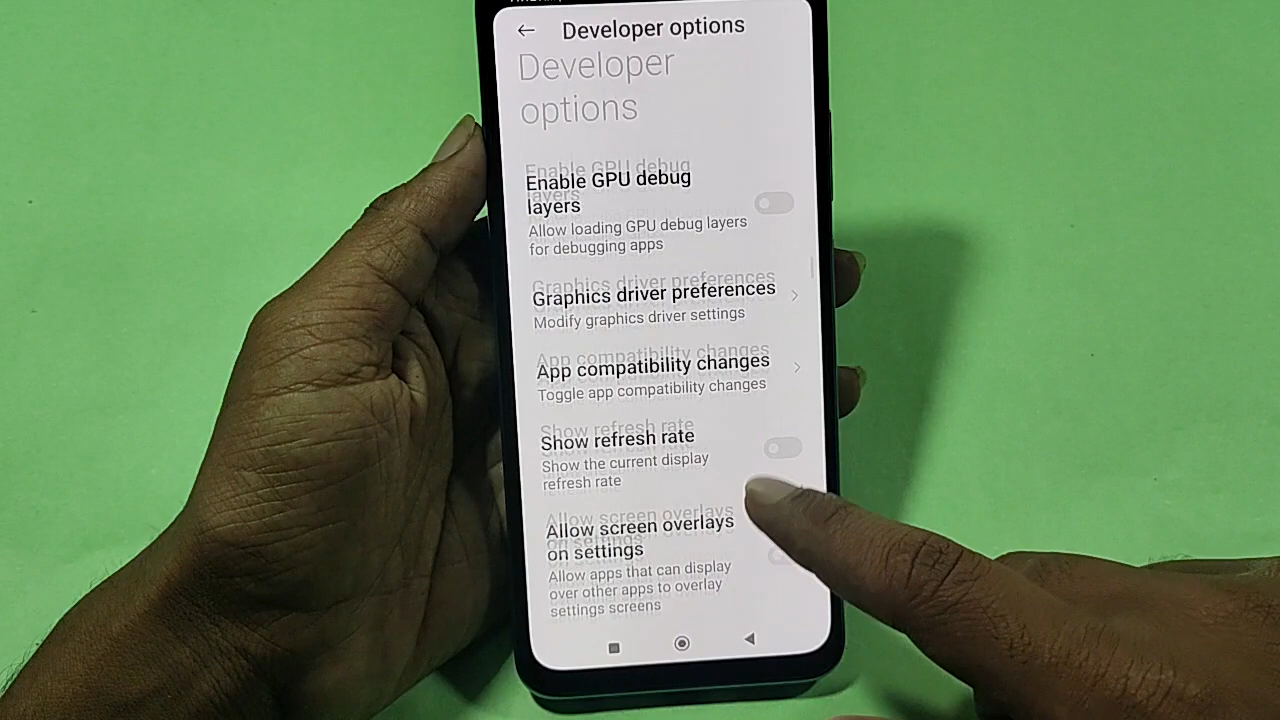 Developer options
Developer
options
Enable GPU debug
layers
Allow loading GPU debug layers
for debugging apps
Graphics driver preferences
Modify graphics driver settings
App compatibility changes
Toggle app compatibility changes
Show refresh rate
Show the current display
refresh rate
Allow screen overlays
on settings
Allow apps that can display
over other apps to overlay
settings screens